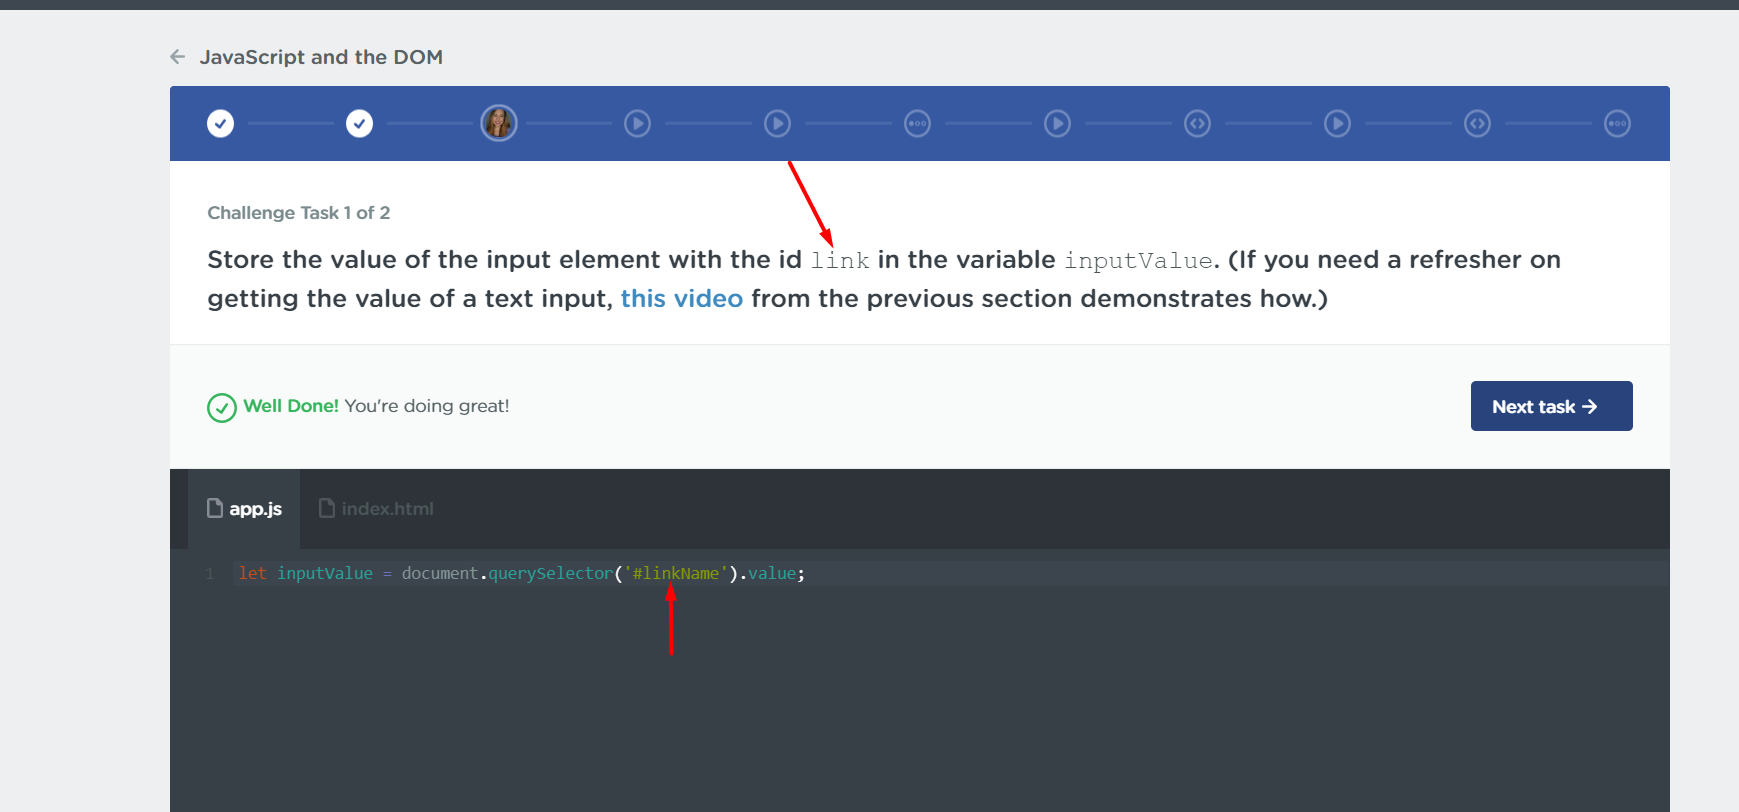 ← JavaScript and the DOM
Challenge Task 1 of 2
Store the value of the input element with the id link in the variable inputValue. (If you need a refresher on
getting the value of a text input, this video from the previous section demonstrates how.)
Well Done! You're doing great!
Next task →
app.js
index.html
1 let inputValue = document.querySelector('#linkName').value;